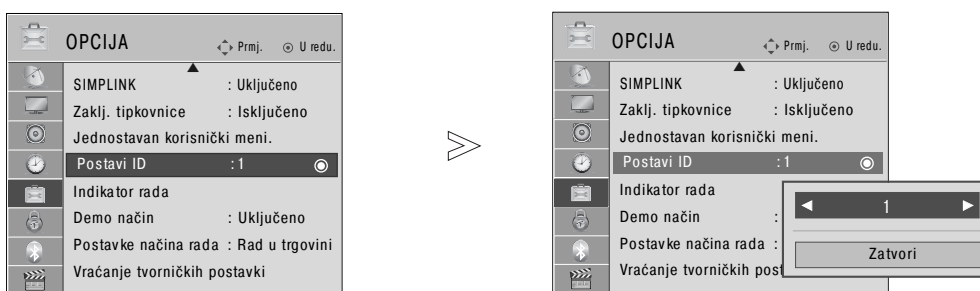 OPCIJA Prmj. U redu.
SIMPLINK : Uključeno
Zaklj. tipkovnice : Isključeno
Jednostavan korisnički meni.
Postavi ID :1
Indikator rada
Demo način : Uključeno
Postavke načina rada : Rad u trgovini
Vraćanje tvorničkih postavki
OPCIJA Prmj. U redu.
SIMPLINK : Uključeno
Zaklj. tipkovnice : Isključeno
Jednostavan korisnički meni.
Postavi ID :1
Indikator rada
Demo način :
Postavke načina rada :
Vraćanje tvorničkih post
1
Zatvori